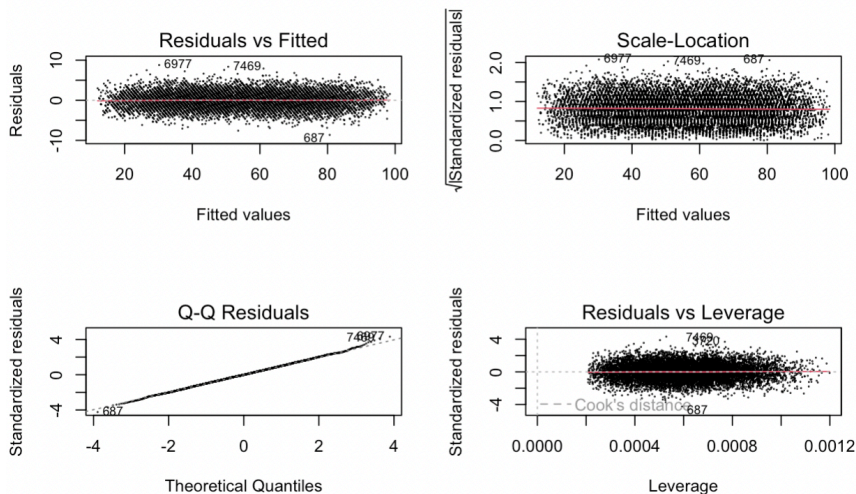 Residuals vs Fitted
Residuals
10
0
-10
6977
7469
687
20 40 60 80 100
Fitted values
Scale-Location
√|Standardized residuals|
2.0
1.0
0.0
6977
7469
687
20 40 60 80 100
Fitted values
Q-Q Residuals
Standardized residuals
4
0
-4
6977
687
-4 -2 0 2 4
Theoretical Quantiles
Residuals vs Leverage
Standardized residuals
4
0
-4
7469
3720
Cook's distance
687
0.0000 0.0004 0.0008 0.0012
Leverage